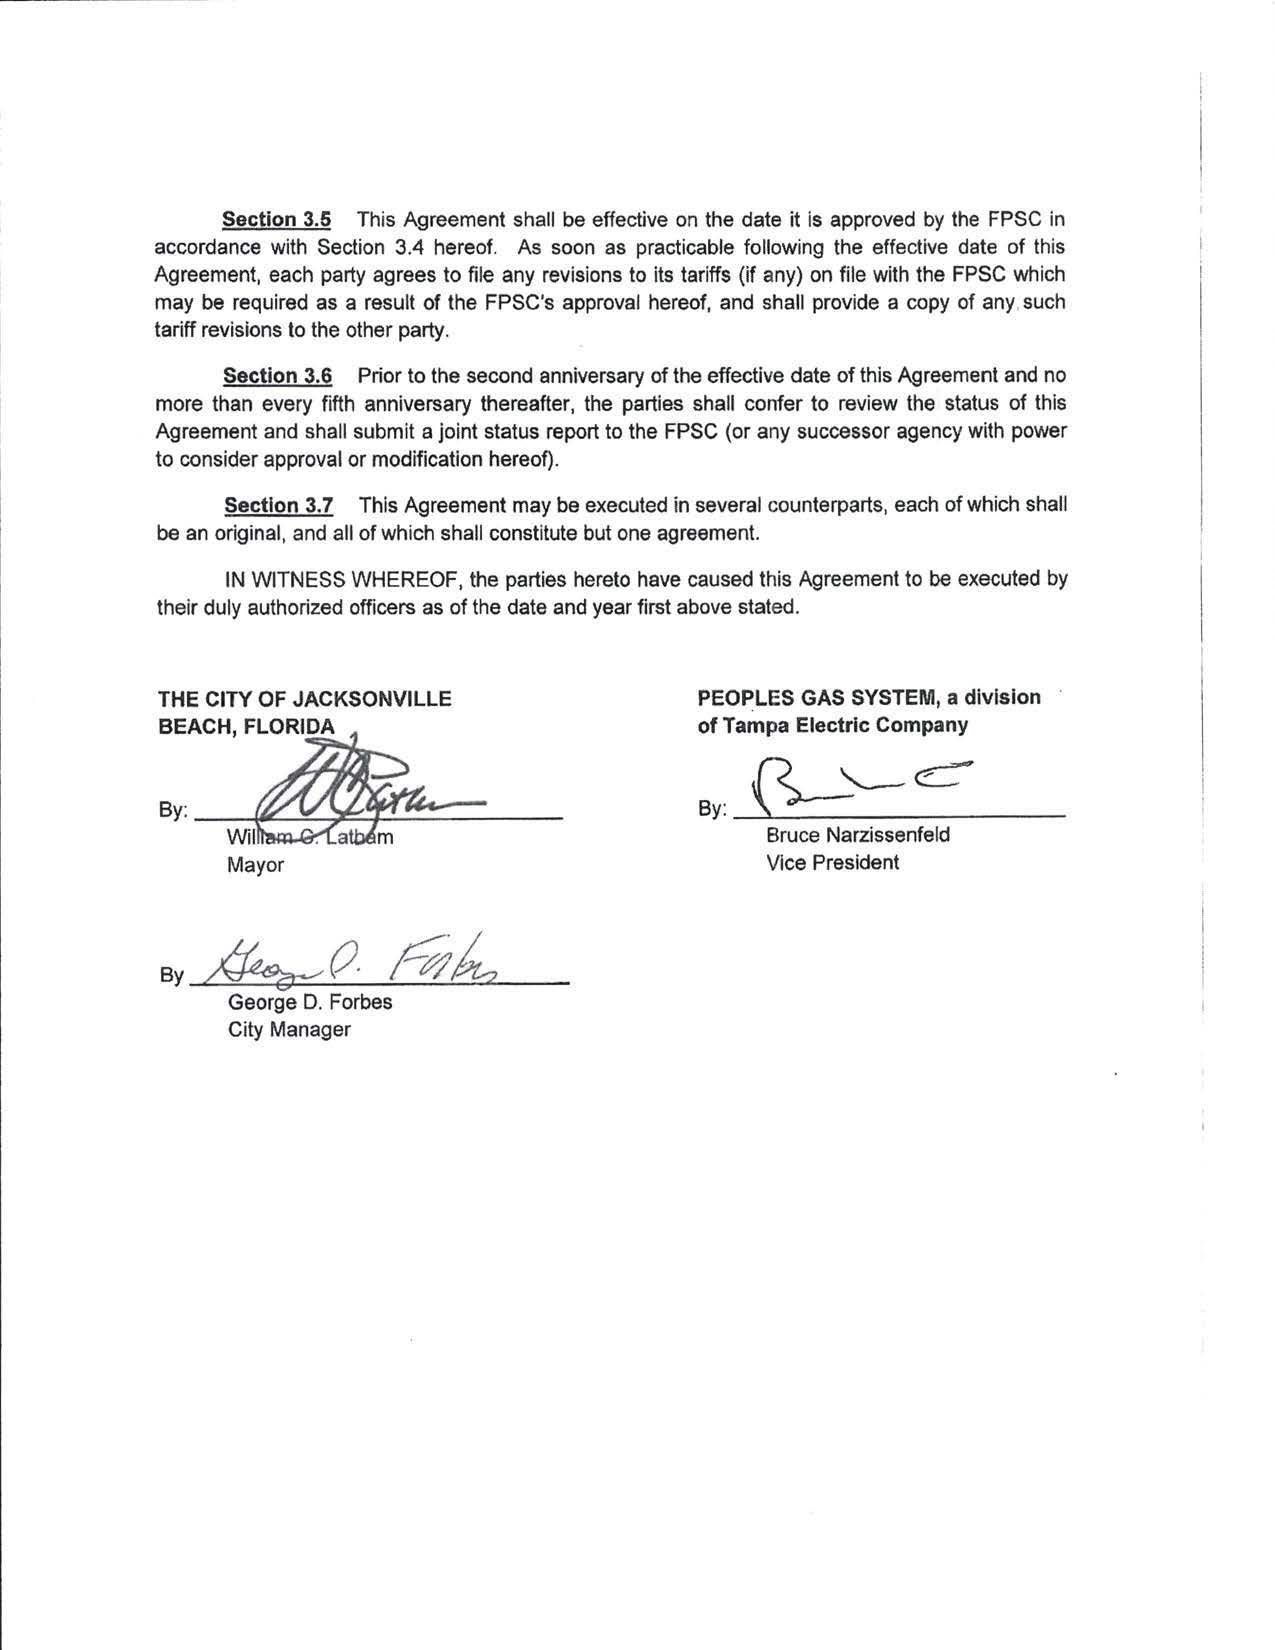 Section 3.5 This Agreement shall be effective on the date it is approved by the FPSC in
accordance with Section 3.4 hereof. As soon as practicable following the effective date of this
Agreement, each party agrees to file any revisions to its tariffs (if any) on file with the FPSC which
may be required as a result of the FPSC's approval hereof, and shall provide a copy of any such
tariff revisions to the other party.
Section 3.6 Prior to the second anniversary of the effective date of this Agreement and no
more than every fifth anniversary thereafter, the parties shall confer to review the status of this
Agreement and shall submit a joint status report to the FPSC (or any successor agency with power
to consider approval or modification hereof).
Section 3.7 This Agreement may be executed in several counterparts, each of which shall
be an original, and all of which shall constitute but one agreement.
IN WITNESS WHEREOF, the parties hereto have caused this Agreement to be executed by
their duly authorized officers as of the date and year first above stated.
THE CITY OF JACKSONVILLE
BEACH, FLORIDA
By:
William G. Latham
Mayor
By George D. Forbes
George D. Forbes
City Manager
PEOPLES GAS SYSTEM, a division
of Tampa Electric Company
By:
Bruce Narzissenfeld
Vice President